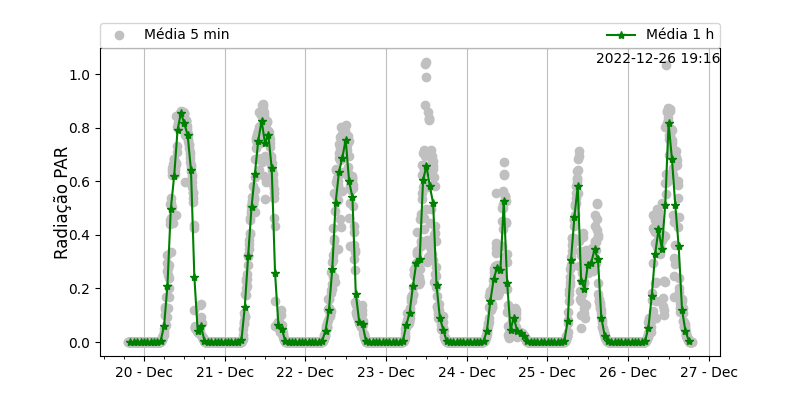 Média 5 min
Média 1 h
2022-12-26 19:16
Radiação PAR
1.0
0.8
0.6
0.4
0.2
0.0
20 - Dec
21 - Dec
22 - Dec
23 - Dec
24 - Dec
25 - Dec
26 - Dec
27 - Dec